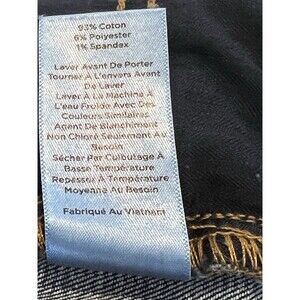 93% Coton
6% Polyester
1% Spandex
Laver Avant De Porter
Tourner À L'envers Avant
De Laver
Laver À La Machine À
L'eau Froide Avec Des
Couleurs Similaires
Agent De Blanchiment
Non Chloré Seulement Au
Besoin
Sécher Par Culbutage À
Basse Température
Repasser À Température
Moyenne Au Besoin
Fabriqué Au Vietnam